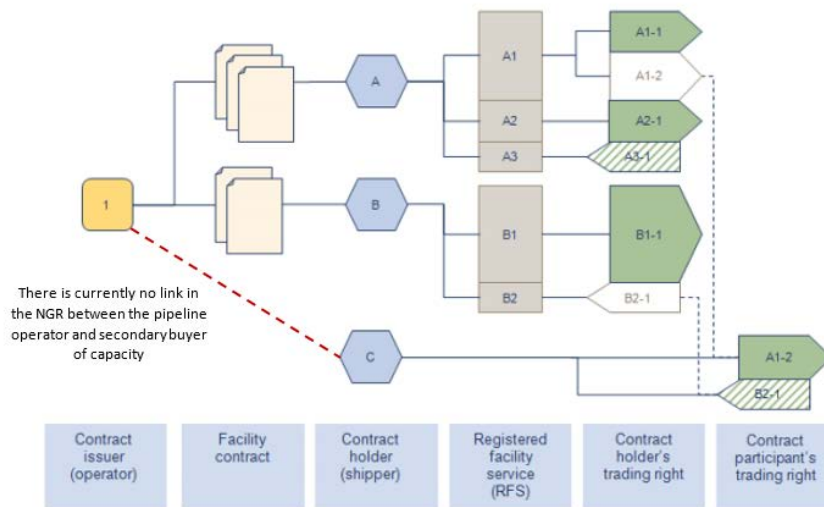 A1-1
A
A1
A1-2
A2
A2-1
A3
A3-1
1
B
B1
B1-1
There is currently no link in
the NGR between the pipeline
operator and secondary buyer
of capacity
B2
B2-1
C
A1-2
B2-1
Contract
issuer
(operator)
Facility
contract
Contract
holder
(shipper)
Registered
facility
service
(RFS)
Contract
holder's
trading right
Contract
participant's
trading right